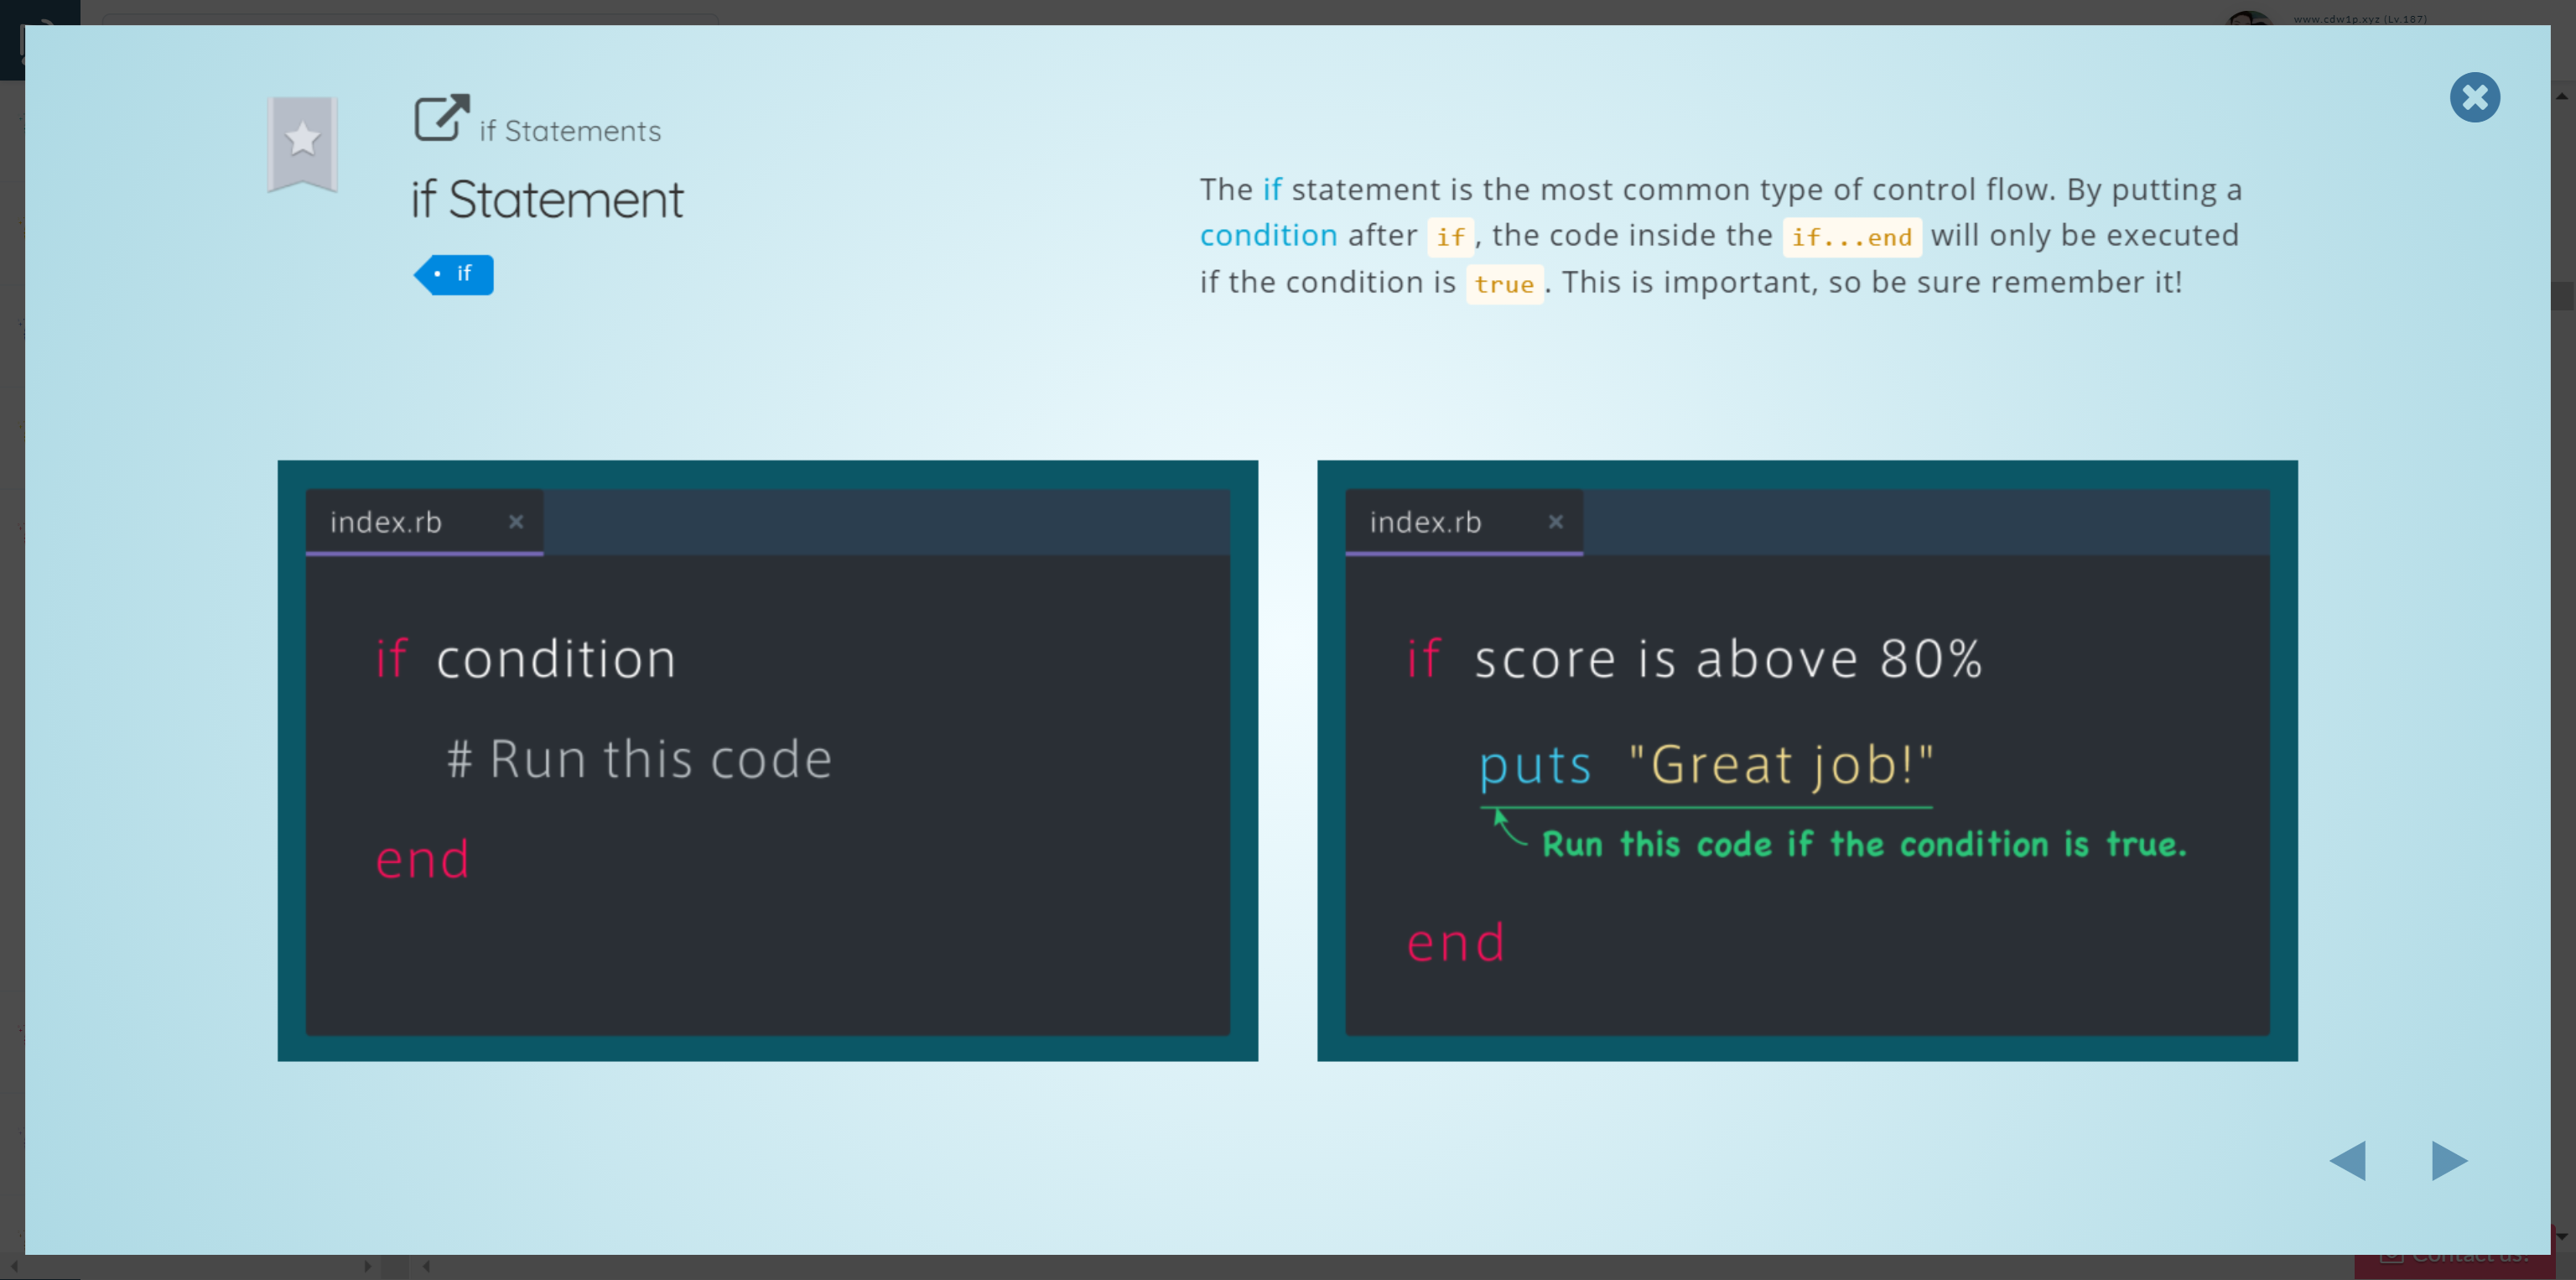 www.cdw1p.xyz (Lv.187)
if Statements
if Statement
if
The if statement is the most common type of control flow. By putting a
condition after if, the code inside the if...end will only be executed
if the condition is true. This is important, so be sure remember it!
index.rb
if condition
# Run this code
end
index.rb
if score is above 80%
puts "Great job!"
Run this code if the condition is true.
end
Contact us!